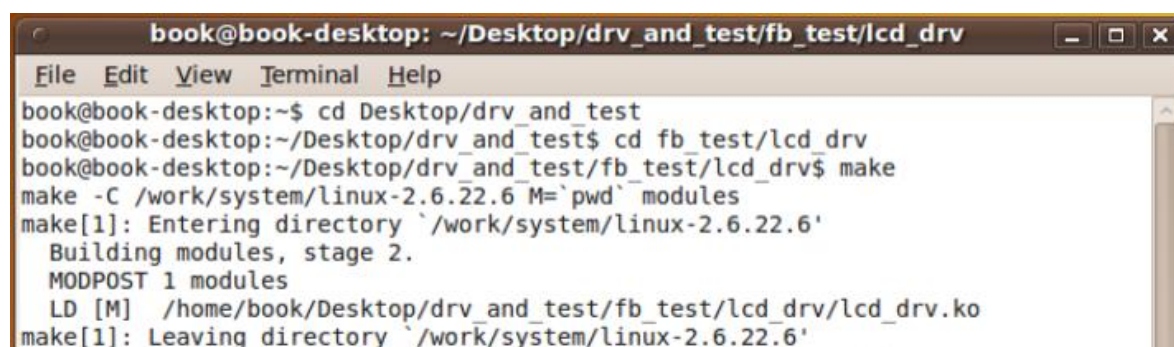 book@book-desktop: ~/Desktop/drv_and_test/fb_test/lcd_drv
File Edit View Terminal Help
book@book-desktop:~$ cd Desktop/drv_and_test
book@book-desktop:~/Desktop/drv_and_test$ cd fb_test/lcd_drv
book@book-desktop:~/Desktop/drv_and_test/fb_test/lcd_drv$ make
make -C /work/system/linux-2.6.22.6 M=`pwd` modules
make[1]: Entering directory `/work/system/linux-2.6.22.6'
  Building modules, stage 2.
  MODPOST 1 modules
  LD [M]  /home/book/Desktop/drv_and_test/fb_test/lcd_drv/lcd_drv.ko
make[1]: Leaving directory `/work/system/linux-2.6.22.6'